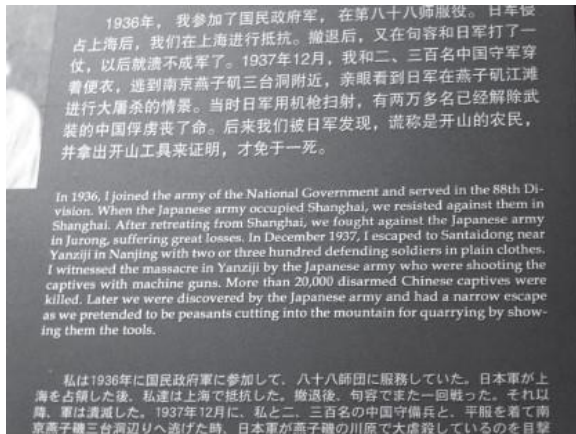 1936年，我参加了国民政府军，在第八十八师服役。日军侵
占上海后，我们在上海进行抵抗。撤退后，又在句容和日军打了一
仗，以后就溃不成军了。1937年12月，我和二、三百名中国守军穿
着便衣，逃到南京燕子矶三台洞附近，亲眼看到日军在燕子矶江滩
进行大屠杀的情景。当时日军用机枪扫射，有两万多名已经解除武
装的中国俘虏丧了命。后来我们被日军发现，谎称是开山的农民，
并拿出开山工具来证明，才免于一死。
In 1936, I joined the army of the National Government and served in the 88th Di-
vision. When the Japanese army occupied Shanghai, we resisted against them in
Shanghai. After retreating from Shanghai, we fought against the Japanese army
in Jurong, suffering great losses. In December 1937, I escaped to Santaidong near
Yanziji in Nanjing with two or three hundred defending soldiers in plain clothes.
I witnessed the massacre in Yanziji by the Japanese army who were shooting the
captives with machine guns. More than 20,000 disarmed Chinese captives were
killed. Later we were discovered by the Japanese army and had a narrow escape
as we pretended to be peasants cutting into the mountain for quarrying by show-
ing them the tools.
私は1936年に国民政府軍に参加して、八十八師団に服務していた。日本軍が上
海を占領した後、私達は上海で抵抗した。撤退後、句容でまた一回戦った。それ以
降、軍は潰滅した。1937年12月に、私と二、三百名の中国守備兵と、平服を着て南
京燕子磯三台洞辺りへ逃げた時、日本軍が燕子磯の川原で大虐殺しているのを目撃